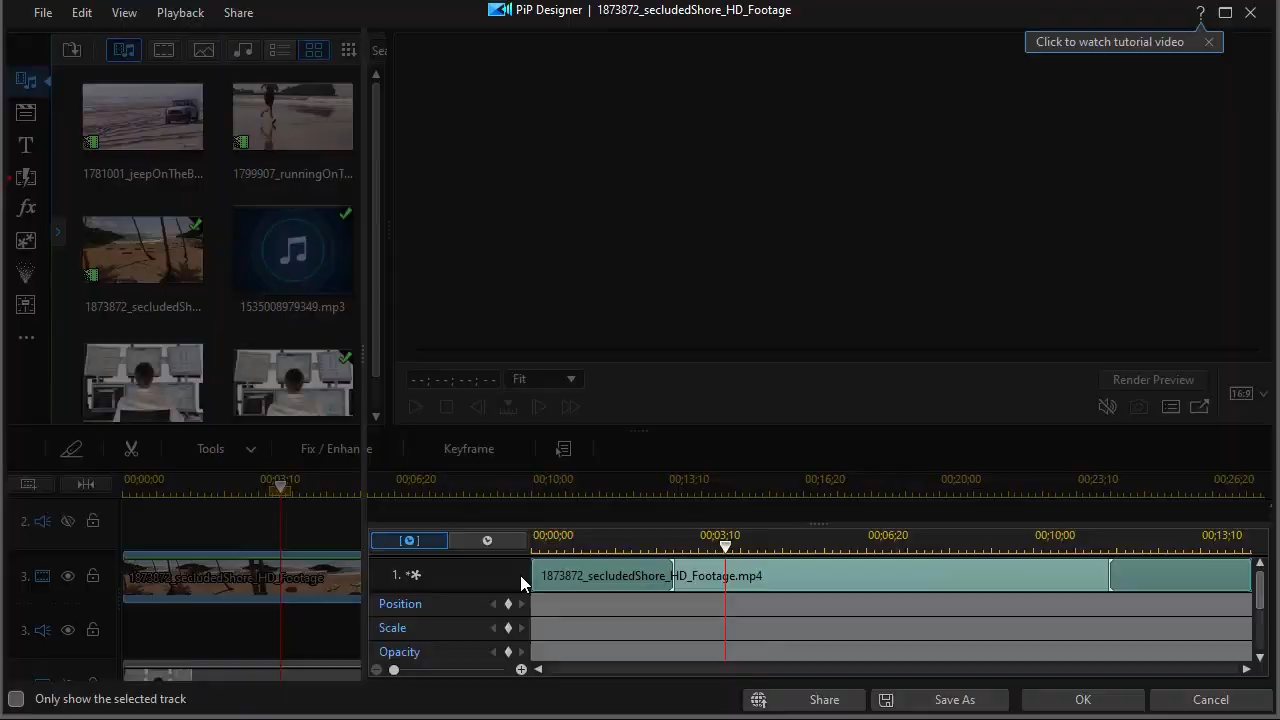 File Edit View Playback Share
PiP Designer | 1873872_secludedShore_HD_Footage
?
Click to watch tutorial video
Sea
1781001_jeepOnTheB...
1799907_runningOnT...
1873872_secludedSh...
1535008979349.mp3
--;--;--;--
Fit
Render Preview
16:9
Tools
Fix / Enhance
Keyframe
00;00;00 00;03;10 00;06;20 00;10;00 00;13;10 00;16;20 00;20;00 00;23;10 00;26;20
2.
00;00;00 00;03;10 00;06;20 00;10;00 00;13;10
3.
1873872_secludedShore_HD_Footage
1.
1873872_secludedShore_HD_Footage.mp4
Position
Scale
3.
Opacity
Only show the selected track
Share
Save As
OK
Cancel